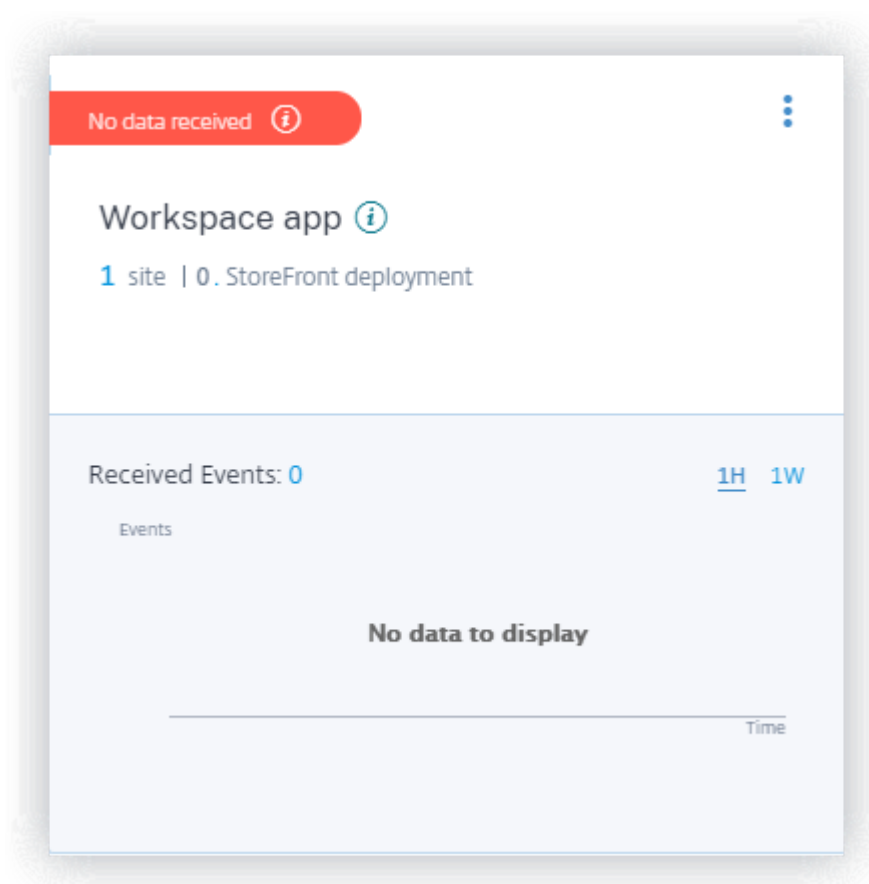 No data received
Workspace app
1 site | 0. StoreFront deployment
Received Events: 0 1H 1W
Events
No data to display
Time